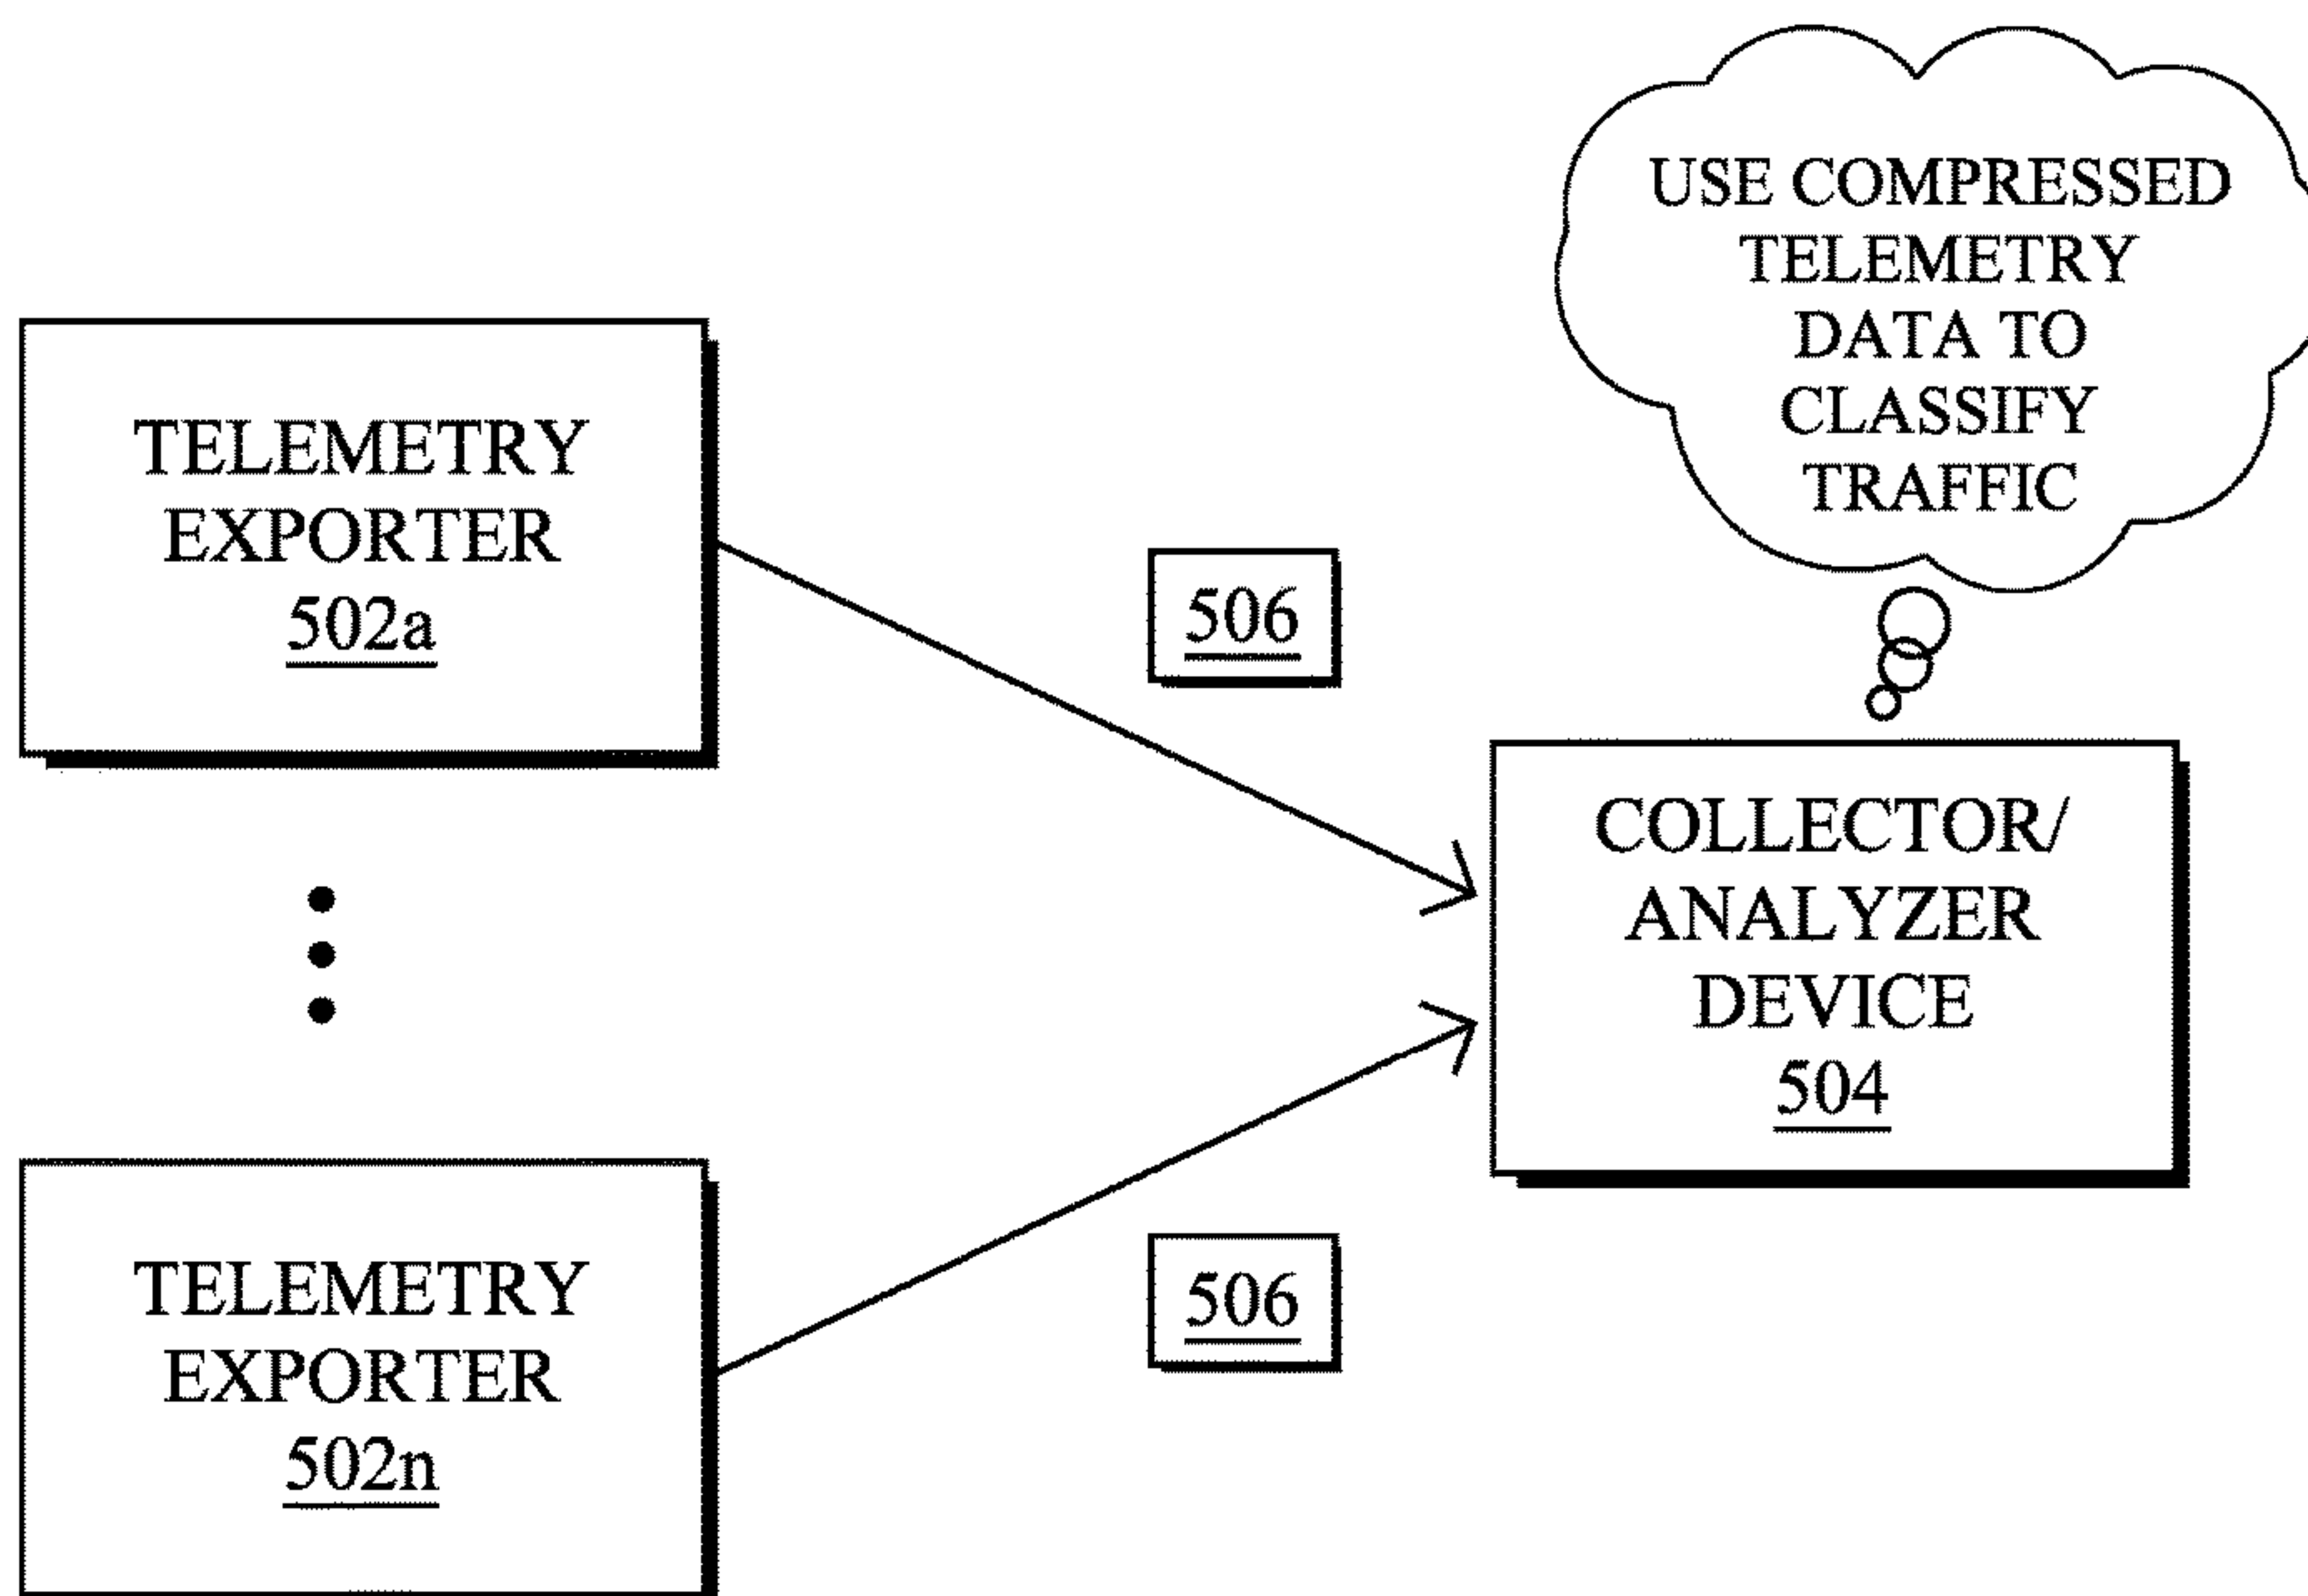 TELEMETRY
EXPORTER
502a
506
USE COMPRESSED
TELEMETRY
DATA TO
CLASSIFY
TRAFFIC
COLLECTOR/
ANALYZER
DEVICE
504
TELEMETRY
EXPORTER
502n
506